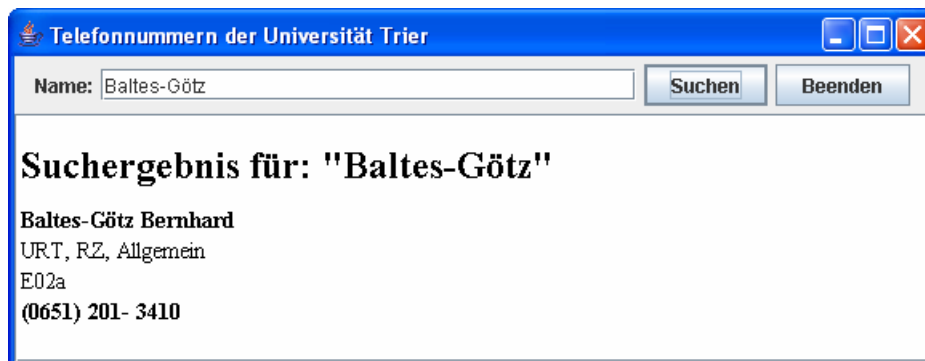 Telefonnummern der Universität Trier
Name: Baltes-Götz Suchen Beenden
Suchergebnis für: "Baltes-Götz"
Baltes-Götz Bernhard
URT, RZ, Allgemein
E02a
(0651) 201- 3410